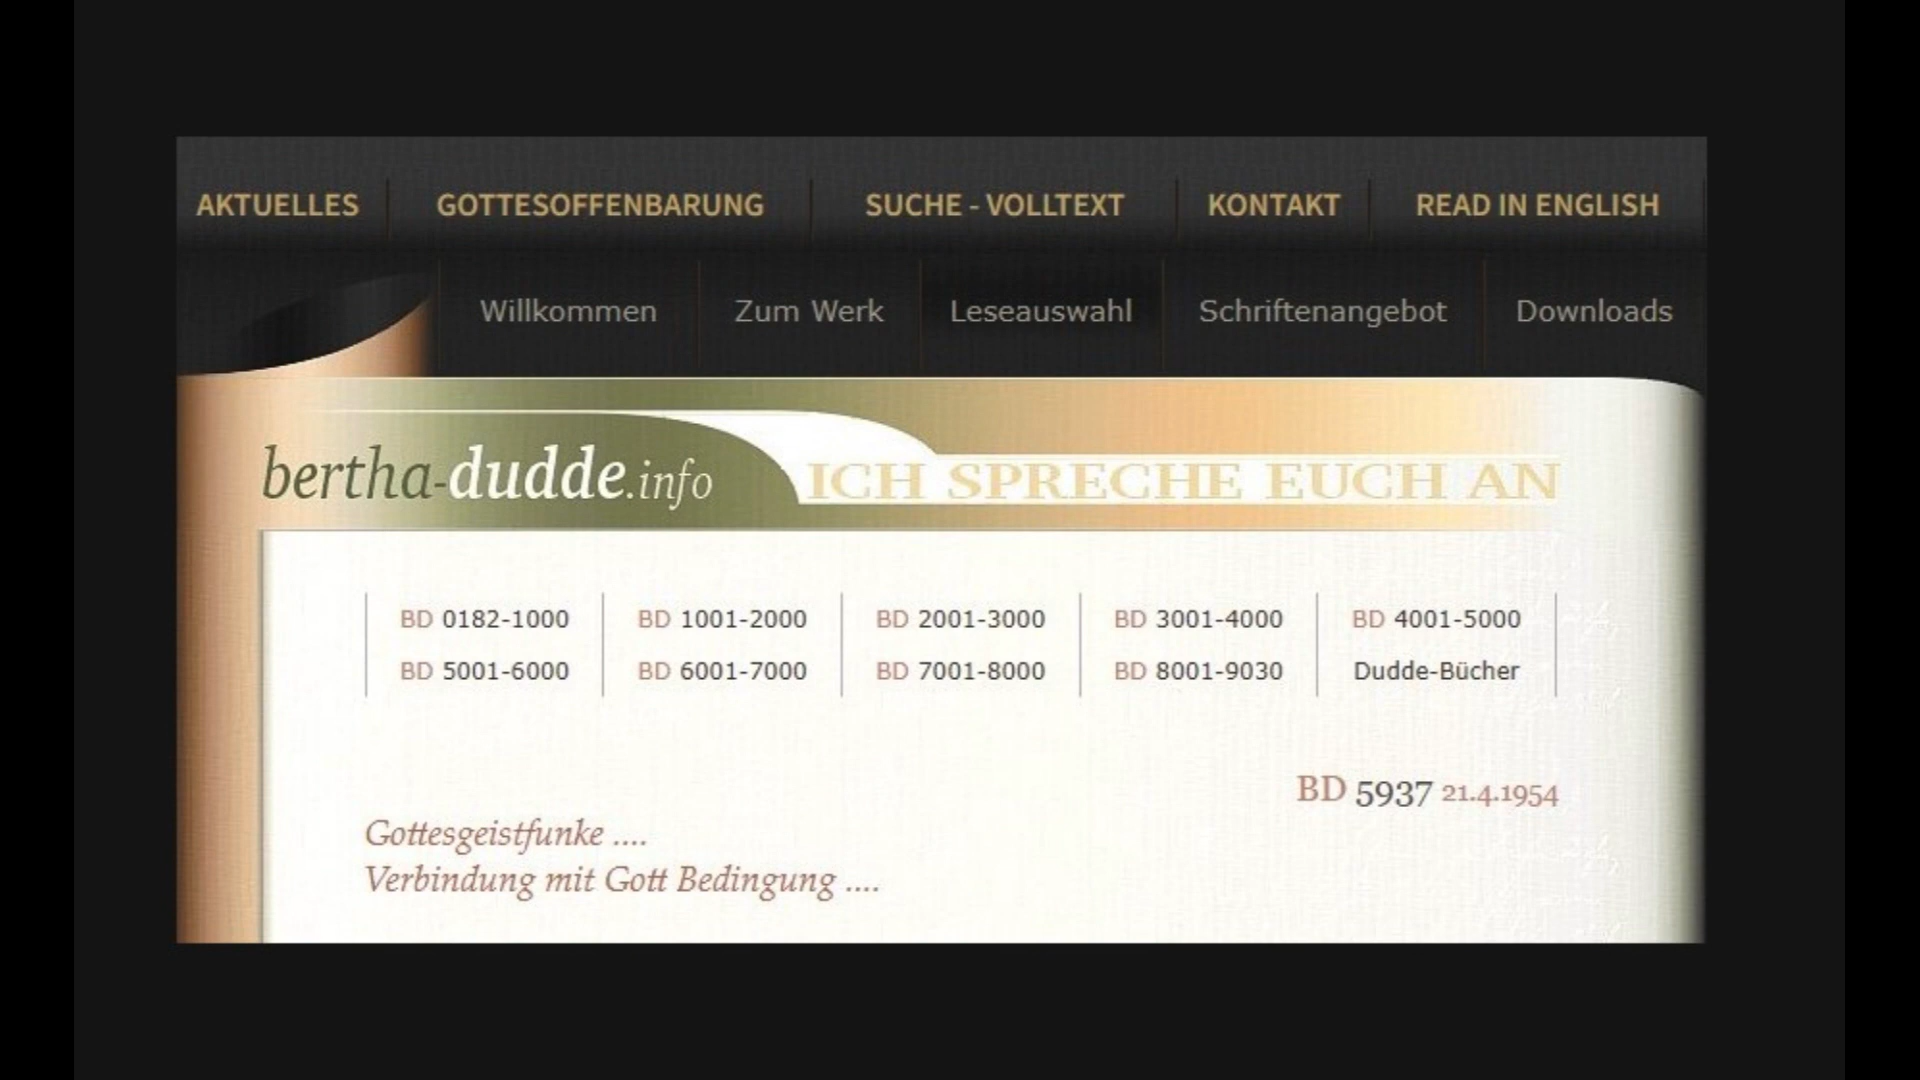 AKTUELLES GOTTESOFFENBARUNG SUCHE - VOLLTEXT KONTAKT READ IN ENGLISH
Willkommen Zum Werk Leseauswahl Schriftenangebot Downloads
bertha-dudde.info ICH SPRECHE EUCH AN
BD 0182-1000 BD 1001-2000 BD 2001-3000 BD 3001-4000 BD 4001-5000
BD 5001-6000 BD 6001-7000 BD 7001-8000 BD 8001-9030 Dudde-Bücher
BD 5937 21.4.1954
Gottesgeistfunke ....
Verbindung mit Gott Bedingung ....